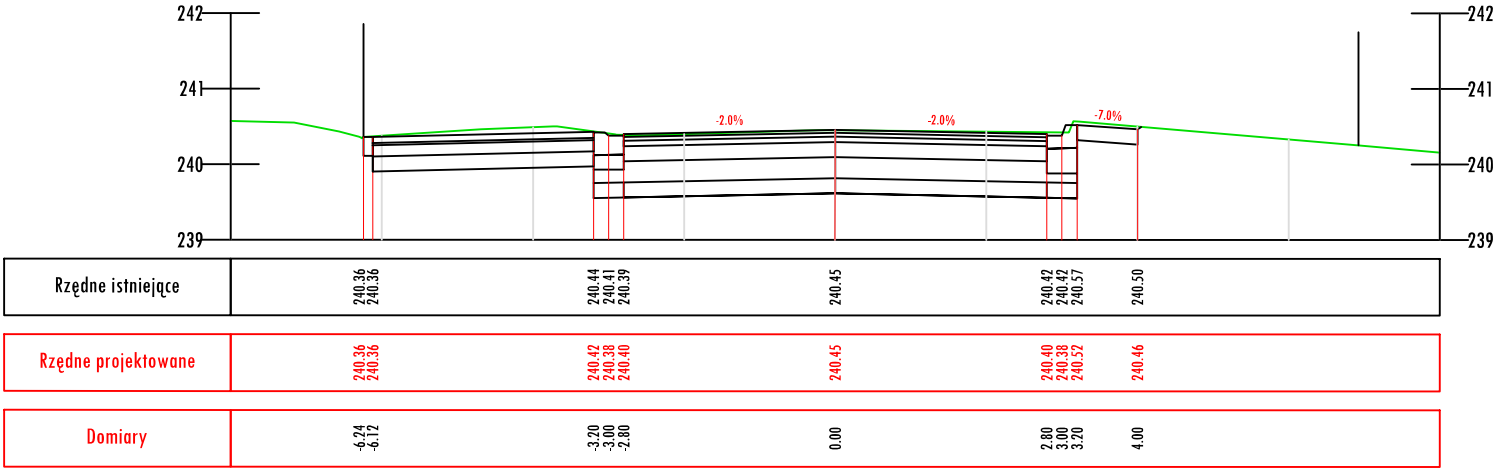 242 242
241 241
-2.0% -2.0% -7.0%
240 240
239 239
Rzędne istniejące 240.36 240.36 240.44 240.41 240.39 240.45 240.42 240.42 240.57 240.50
Rzędne projektowane 240.36 240.36 240.42 240.38 240.40 240.45 240.40 240.38 240.52 240.46
Domiary -6.24 -6.12 -3.20 -3.00 -2.80 0.00 2.80 3.00 3.20 4.00